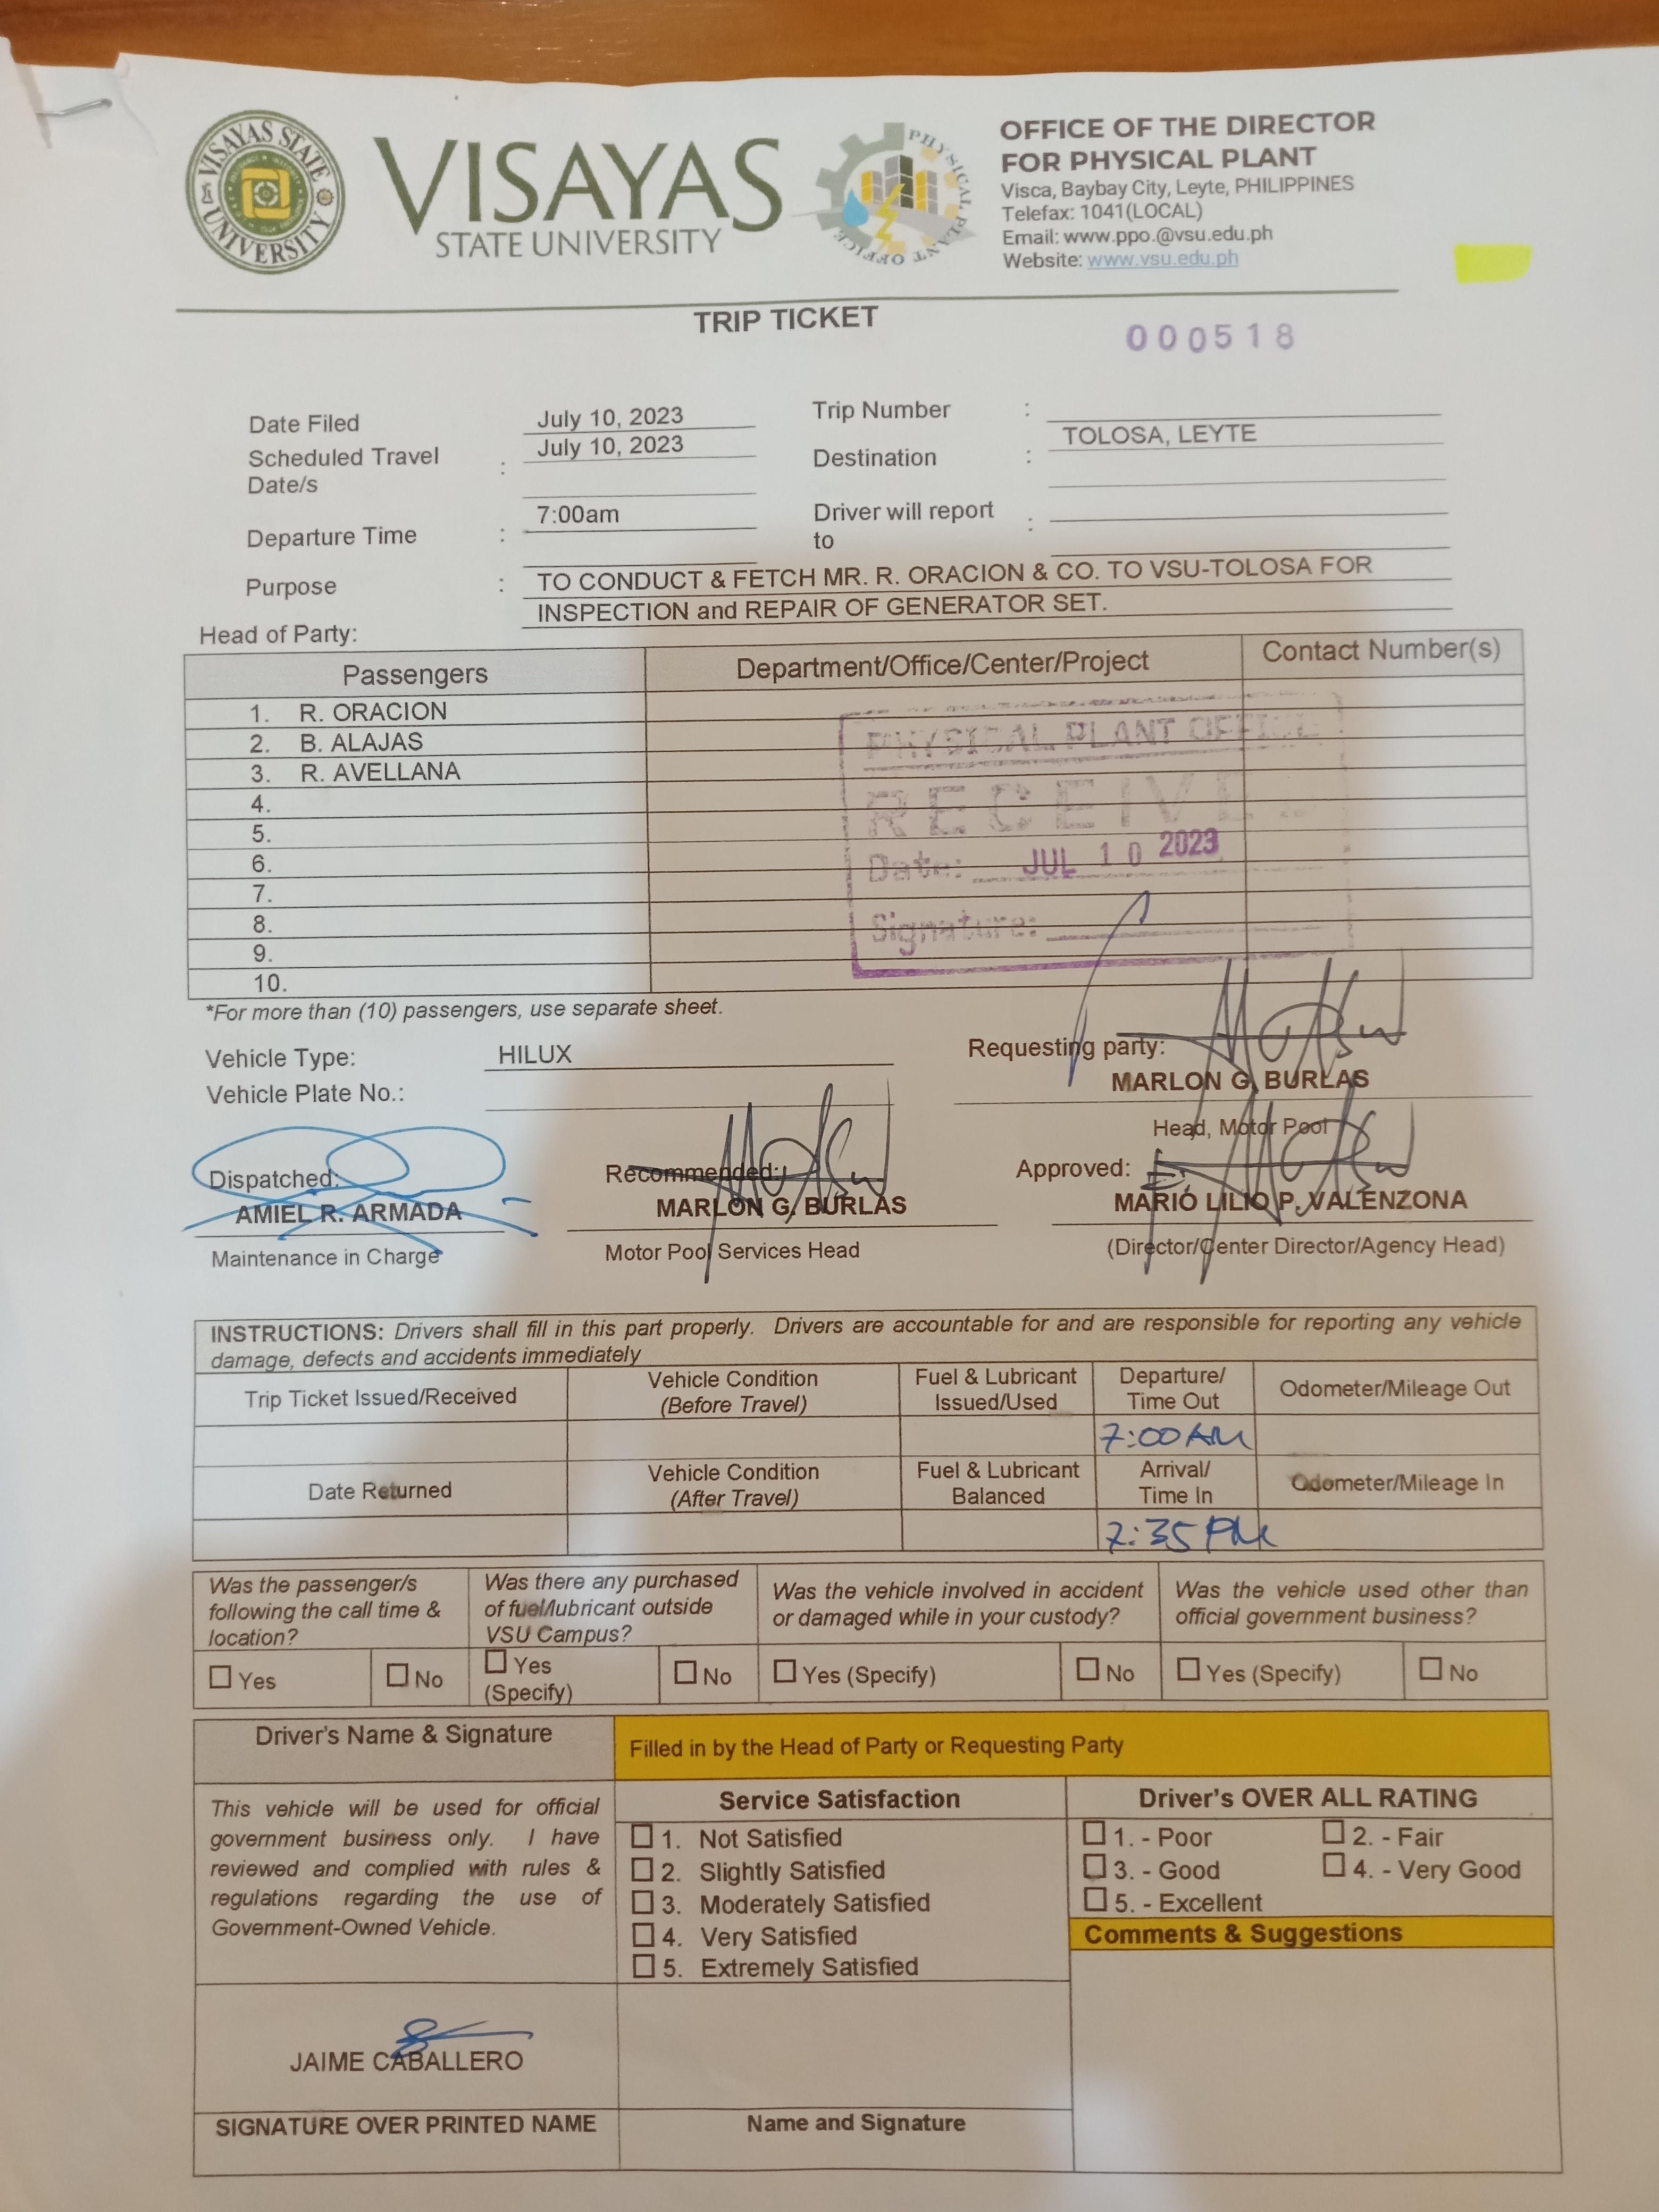 VISAYAS STATE UNIVERSITY
VISAYAS
STATE UNIVERSITY
PHYSICAL PLANT OFFICE
OFFICE OF THE DIRECTOR
FOR PHYSICAL PLANT
Visca, Baybay City, Leyte, PHILIPPINES
Telefax: 1041(LOCAL)
Email: www.ppo.@vsu.edu.ph
Website: www.vsu.edu.ph
TRIP TICKET
000518
Date Filed July 10, 2023 Trip Number :
Scheduled Travel Date/s : July 10, 2023 Destination : TOLOSA, LEYTE
Departure Time : 7:00am Driver will report to :
Purpose : TO CONDUCT & FETCH MR. R. ORACION & CO. TO VSU-TOLOSA FOR
INSPECTION and REPAIR OF GENERATOR SET.
Head of Party:
Passengers Department/Office/Center/Project Contact Number(s)
1. R. ORACION
2. B. ALAJAS
3. R. AVELLANA
4.
5.
6.
7.
8.
9.
10.
PHYSICAL PLANT OFFICE
RECEIVE
Date: JUL 10 2023
Signature:
*For more than (10) passengers, use separate sheet.
Vehicle Type: HILUX
Vehicle Plate No.:
Requesting party:
MARLON G. BURLAS
Head, Motor Pool
Dispatched: Recommended: Approved:
AMIEL R. ARMADA MARLON G. BURLAS MARIO LILIO P. VALENZONA
Maintenance in Charge Motor Pool Services Head (Director/Center Director/Agency Head)
INSTRUCTIONS: Drivers shall fill in this part properly. Drivers are accountable for and are responsible for reporting any vehicle
damage, defects and accidents immediately
Trip Ticket Issued/Received Vehicle Condition (Before Travel) Fuel & Lubricant Issued/Used Departure/ Time Out Odometer/Mileage Out
7:00 AM
Date Returned Vehicle Condition (After Travel) Fuel & Lubricant Balanced Arrival/ Time In Odometer/Mileage In
7:35 PM
Was the passenger/s following the call time & location?
Was there any purchased of fuel/lubricant outside VSU Campus?
Was the vehicle involved in accident or damaged while in your custody?
Was the vehicle used other than official government business?
Yes No Yes (Specify) No Yes (Specify) No Yes (Specify) No
Driver's Name & Signature
Filled in by the Head of Party or Requesting Party
This vehicle will be used for official
government business only. I have
reviewed and complied with rules &
regulations regarding the use of
Government-Owned Vehicle.
Service Satisfaction
1. Not Satisfied
2. Slightly Satisfied
3. Moderately Satisfied
4. Very Satisfied
5. Extremely Satisfied
Driver's OVER ALL RATING
1. - Poor 2. - Fair
3. - Good 4. - Very Good
5. - Excellent
Comments & Suggestions
JAIME CABALLERO
SIGNATURE OVER PRINTED NAME
Name and Signature